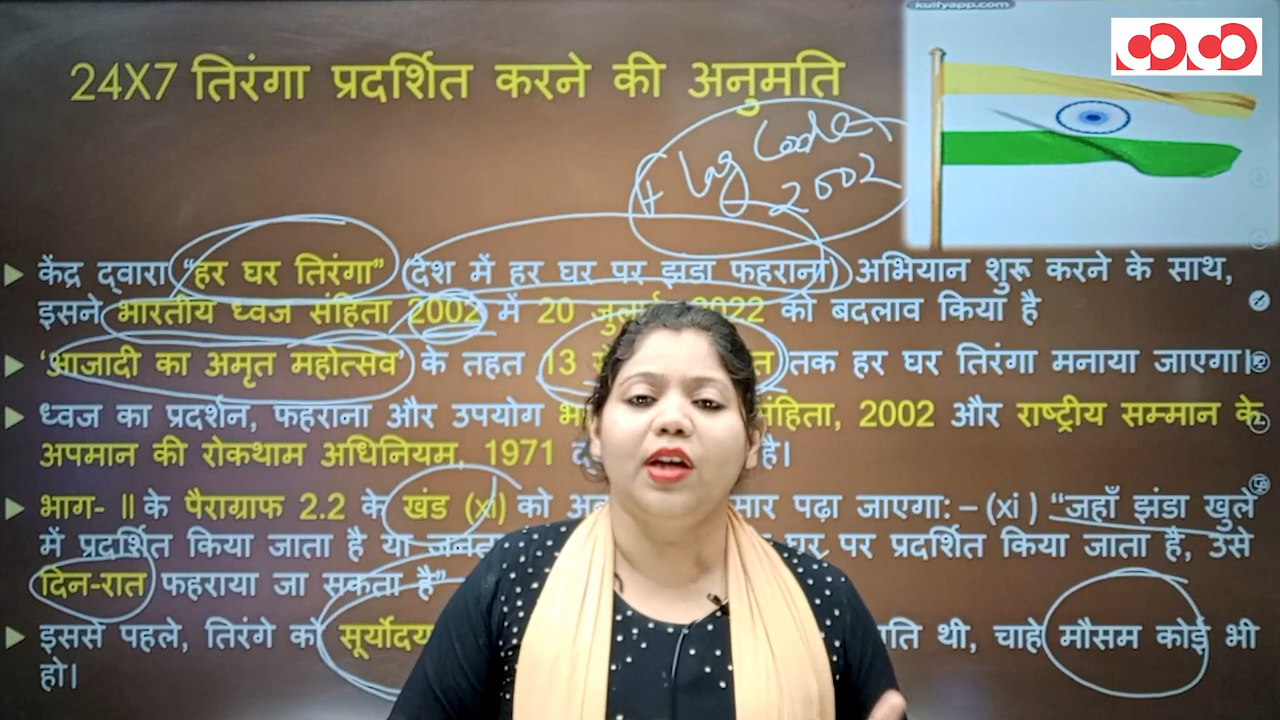 kutfyapp.com
24X7 तिरंगा प्रदर्शित करने की अनुमति
Flag Code
2002
केंद्र द्वारा “हर घर तिरंगा” (देश में हर घर पर झंडा फहराना) अभियान शुरू करने के साथ,
इसने भारतीय ध्वज संहिता 2002 में 20 2022 को बदलाव किया है
‘आजादी का अमृत महोत्सव’ के तहत 13 तक हर घर तिरंगा मनाया जाएगा।
ध्वज का प्रदर्शन, फहराना और उपयोग संहिता, 2002 और राष्ट्रीय सम्मान के
अपमान की रोकथाम अधिनियम, 1971 है।
भाग- II के पैराग्राफ 2.2 के खंड (xi) को पढ़ा जाएगा: – (xi ) “जहाँ झंडा खुले
में प्रदर्शित किया जाता है या घर पर प्रदर्शित किया जाता है, उसे
दिन-रात फहराया जा सकता है”
इससे पहले, तिरंगे को सूर्योदय थी, चाहे मौसम कोई भी
हो।